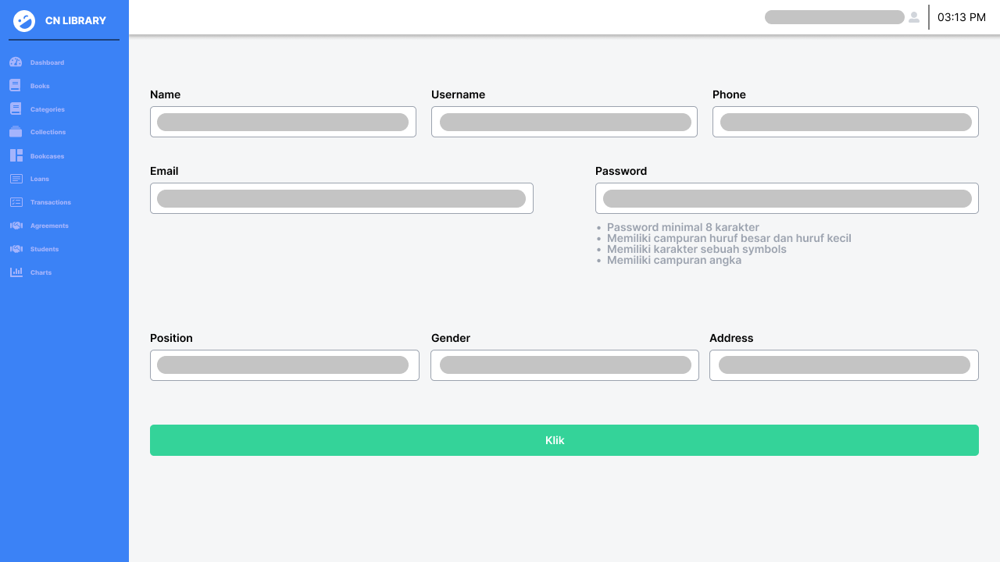 CN LIBRARY
03:13 PM
Dashboard
Books
Categories
Collections
Bookcases
Loans
Transactions
Agreements
Students
Charts
Name
Username
Phone
Email
Password
• Password minimal 8 karakter
• Memiliki campuran huruf besar dan huruf kecil
• Memiliki karakter sebuah symbols
• Memiliki campuran angka
Position
Gender
Address
Klik